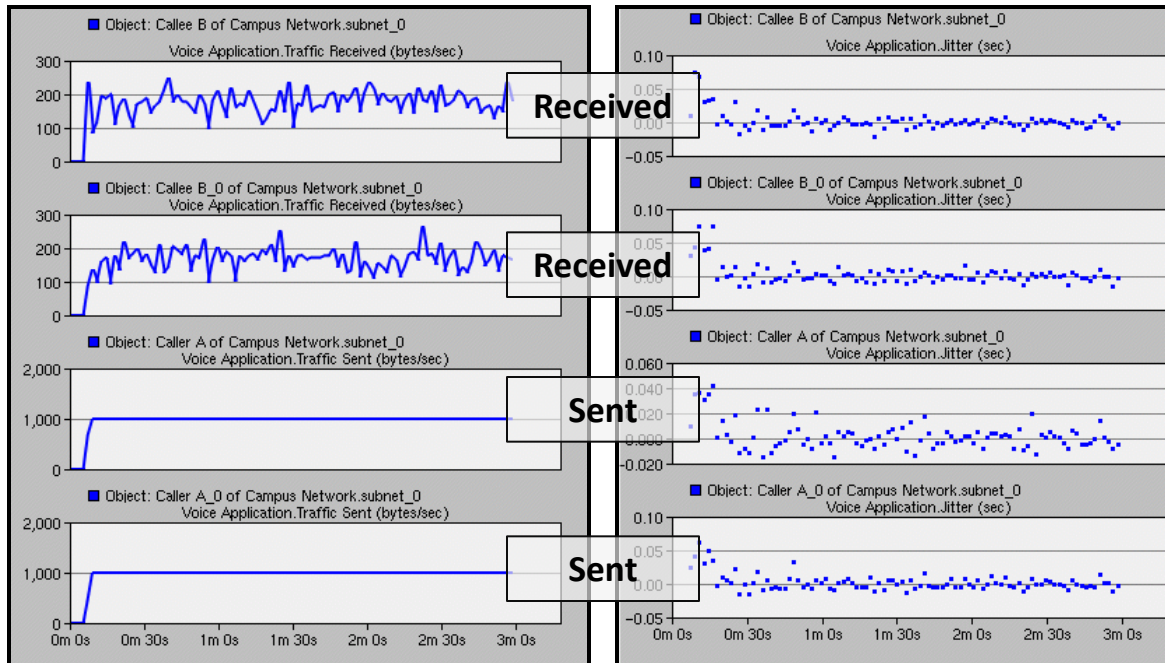 Object: Callee B of Campus Network.subnet_0
Voice Application.Traffic Received (bytes/sec)
300
200
100
0
Object: Callee B_0 of Campus Network.subnet_0
Voice Application.Traffic Received (bytes/sec)
300
200
100
0
Object: Caller A of Campus Network.subnet_0
Voice Application.Traffic Sent (bytes/sec)
2,000
1,000
0
Object: Caller A_0 of Campus Network.subnet_0
Voice Application.Traffic Sent (bytes/sec)
2,000
1,000
0
0m 0s 0m 30s 1m 0s 1m 30s 2m 0s 2m 30s 3m 0s
Received
Received
Sent
Sent
Object: Callee B of Campus Network.subnet_0
Voice Application.Jitter (sec)
0.10
0.05
0.00
-0.05
Object: Callee B_0 of Campus Network.subnet_0
Voice Application.Jitter (sec)
0.10
0.05
0.00
-0.05
Object: Caller A of Campus Network.subnet_0
Voice Application.Jitter (sec)
0.060
0.040
0.020
0.000
-0.020
Object: Caller A_0 of Campus Network.subnet_0
Voice Application.Jitter (sec)
0.10
0.05
0.00
-0.05
0m 0s 0m 30s 1m 0s 1m 30s 2m 0s 2m 30s 3m 0s